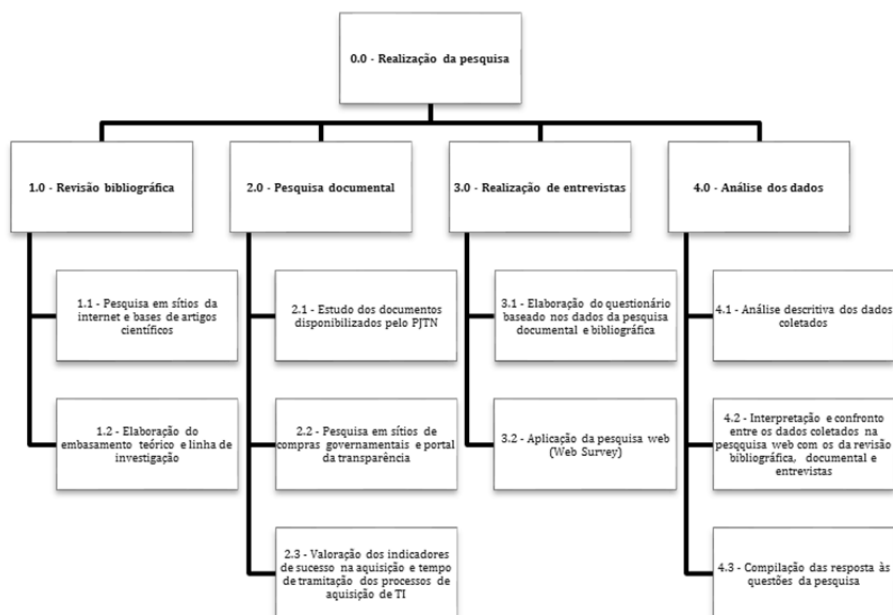 0.0 - Realização da pesquisa
1.0 - Revisão bibliográfica
2.0 - Pesquisa documental
3.0 - Realização de entrevistas
4.0 - Análise dos dados
1.1 - Pesquisa em sítios da
internet e bases de artigos
científicos
2.1 - Estudo dos documentos
disponibilizados pelo PJTN
3.1 - Elaboração do questionário
baseado nos dados da pesquisa
documental e bibliográfica
4.1 - Análise descritiva dos dados
coletados
1.2 - Elaboração do
embasamento teórico e linha de
investigação
2.2 - Pesquisa em sítios de
compras governamentais e portal
da transparência
3.2 - Aplicação da pesquisa web
(Web Survey)
4.2 - Interpretação e confronto
entre os dados coletados na
pesquisa web com os da revisão
bibliográfica, documental e
entrevistas
2.3 - Valoração dos indicadores
de sucesso na aquisição e tempo
de tramitação dos processos de
aquisição de TI
4.3 - Compilação das resposta às
questões da pesquisa